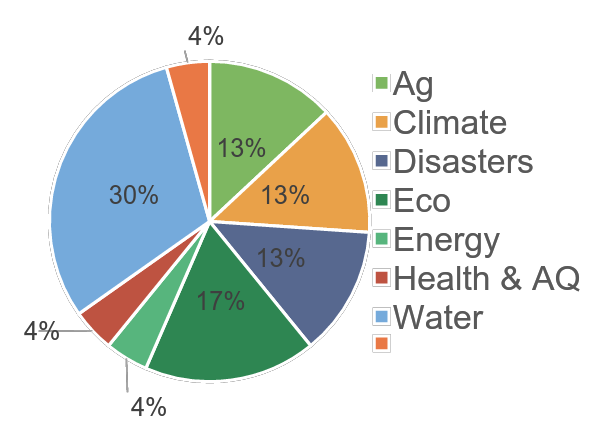 4%
13%
13%
13%
17%
4%
4%
30%
Ag
Climate
Disasters
Eco
Energy
Health & AQ
Water